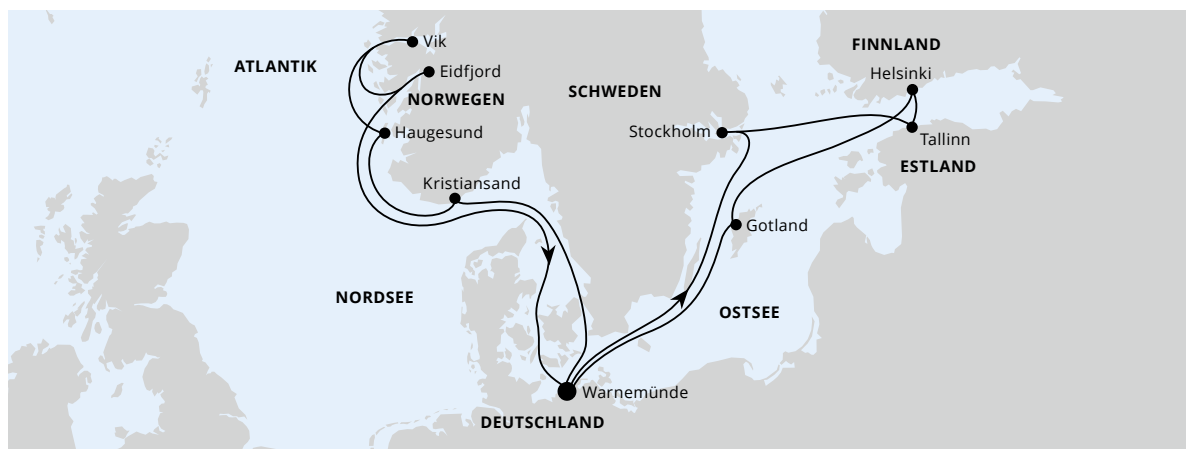 Vik
FINNLAND
ATLANTIK
Eidfjord
Helsinki
SCHWEDEN
NORWEGEN
Haugesund
Stockholm
Tallinn
ESTLAND
Kristiansand
Gotland
NORDSEE
OSTSEE
Warnemünde
DEUTSCHLAND